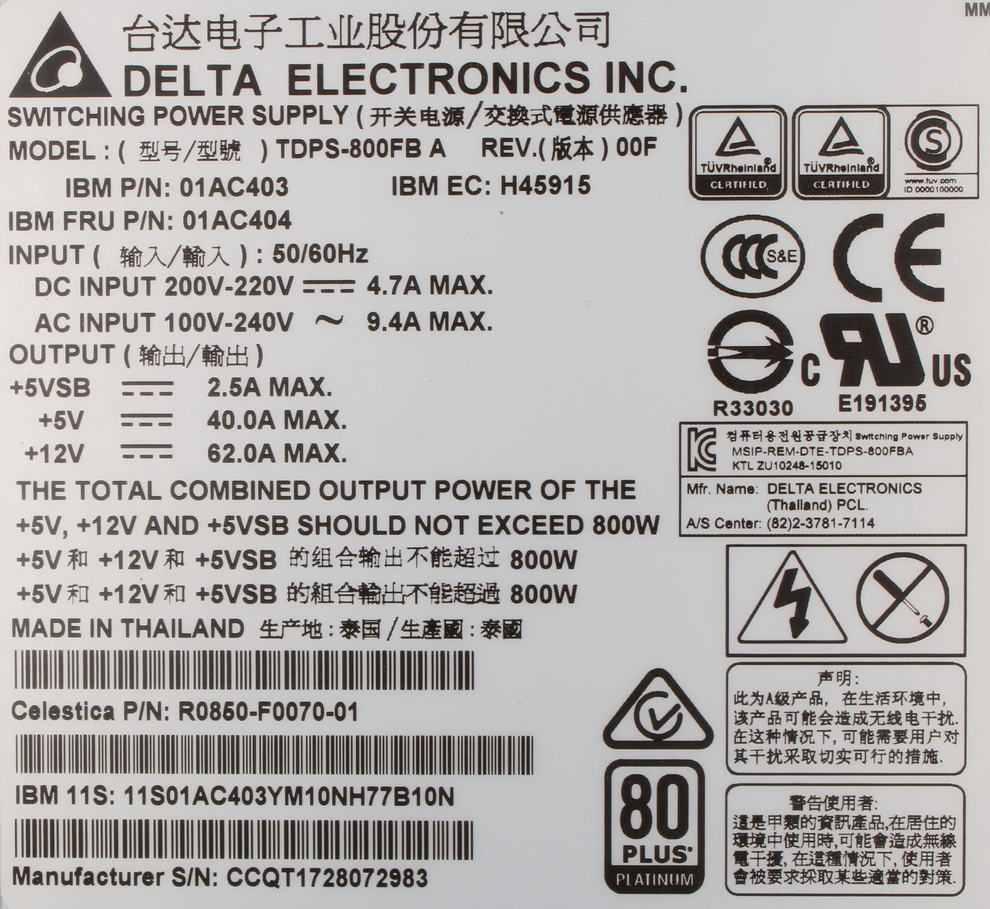 MM
台达电子工业股份有限公司
DELTA ELECTRONICS INC.
SWITCHING POWER SUPPLY (开关电源/交換式電源供應器)
MODEL : ( 型号/型號 ) TDPS-800FB A REV.(版本) 00F
IBM P/N: 01AC403 IBM EC: H45915
IBM FRU P/N: 01AC404
INPUT ( 输入/輸入 ) : 50/60Hz
DC INPUT 200V-220V ⎓ 4.7A MAX.
AC INPUT 100V-240V ~ 9.4A MAX.
OUTPUT (输出/輸出)
+5VSB ⎓ 2.5A MAX.
+5V ⎓ 40.0A MAX.
+12V ⎓ 62.0A MAX.
THE TOTAL COMBINED OUTPUT POWER OF THE
+5V, +12V AND +5VSB SHOULD NOT EXCEED 800W
+5V 和 +12V 和 +5VSB 的组合输出不能超过 800W
+5V 和 +12V 和 +5VSB 的組合輸出不能超過 800W
MADE IN THAILAND 生产地:泰国/生產國:泰國
Celestica P/N: R0850-F0070-01
IBM 11S: 11S01AC403YM10NH77B10N
Manufacturer S/N: CCQT1728072983
TÜVRheinland®
CERTIFIED
TÜVRheinland®
CERTIFIED
S
www.tuv.com
ID 0000100000
CCC S&E
CE
C RU® US
R33030 E191395
컴퓨터용전원공급장치 Switching Power Supply
MSIP-REM-DTE-TDPS-800FBA
KTL ZU10248-15010
Mfr. Name: DELTA ELECTRONICS
(Thailand) PCL.
A/S Center: (82)2-3781-7114
80
PLUS®
PLATINUM
声明:
此为A级产品, 在生活环境中,
该产品可能会造成无线电干扰.
在这种情况下,可能需要用户对
其干扰采取切实可行的措施.
警告使用者:
這是甲類的資訊產品,在居住的
環境中使用時,可能會造成無線
電干擾, 在這種情況下, 使用者
會被要求採取某些適當的對策.